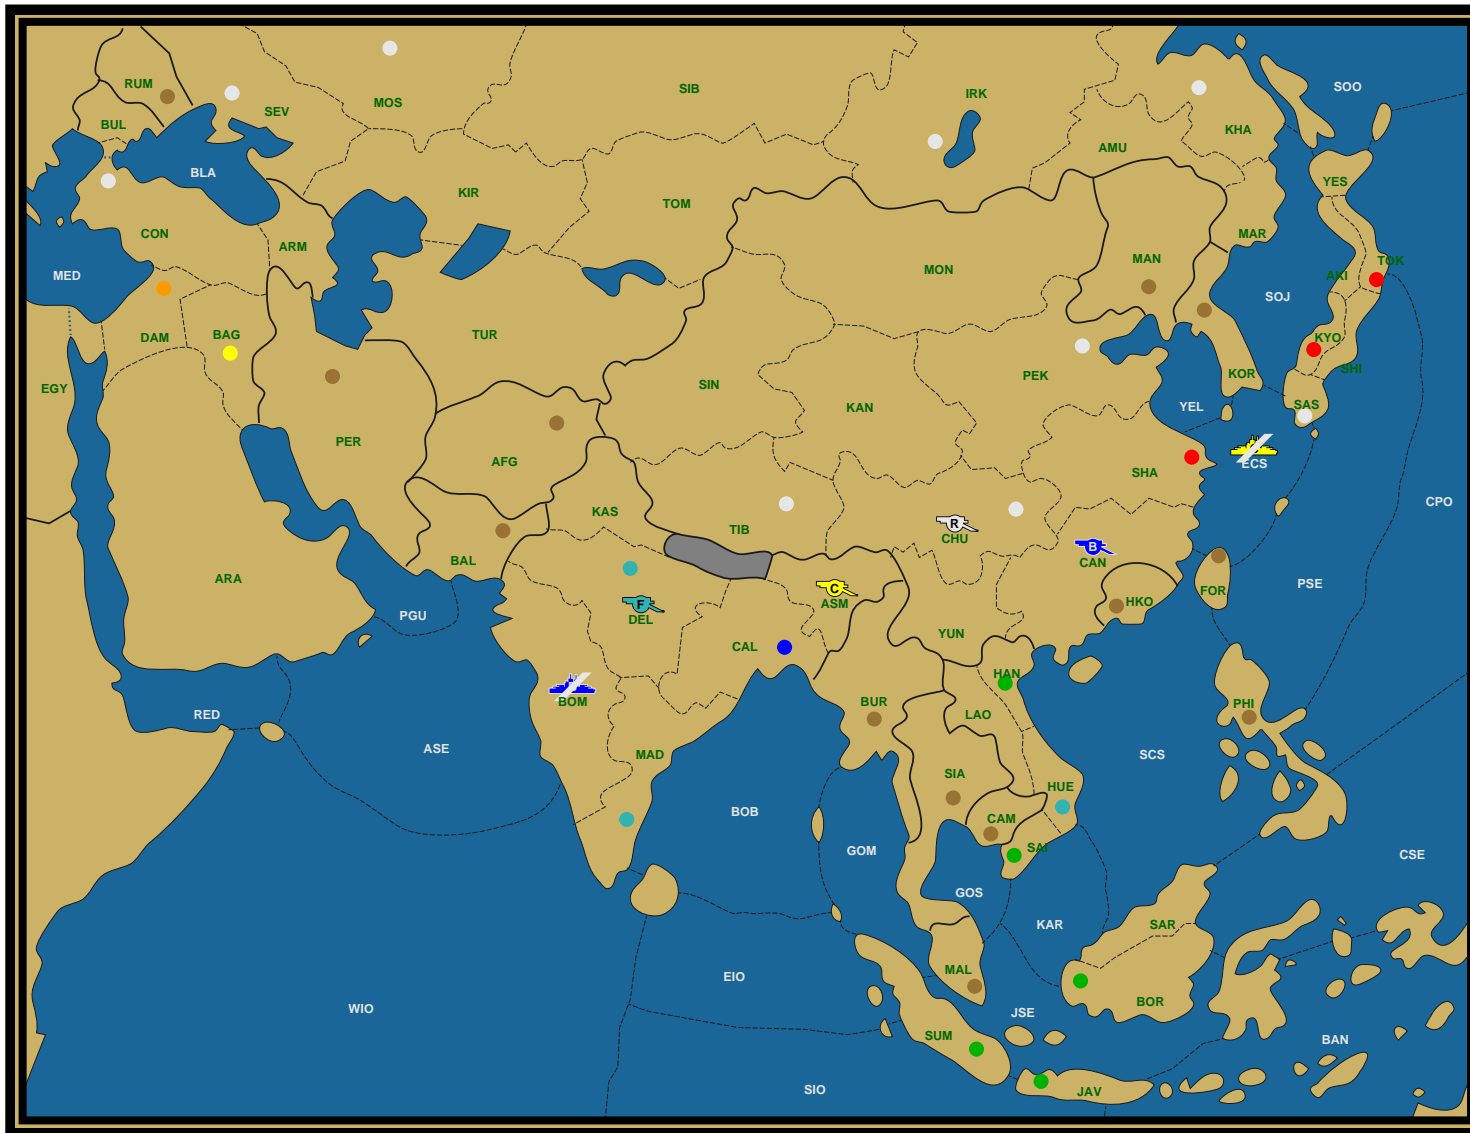 SIB
SOO
RUM
IRK
MOS
SEV
BUL
KHA
AMU
BLA
YES
KIR
TOM
CON
MAR
ARM
MAN
TOK
MON
MED
AKI
SOJ
DAM
BAG
TUR
KYO
SHI
KOR
PEK
SIN
EGY
SAS
KAN
YEL
PER
AFG
ECS
SHA
CPO
KAS
R
TIB
CHU
B
BAL
CAN
ARA
PSE
C
FOR
HKO
ASM
F
PGU
DEL
YUN
CAL
HAN
BOM
BUR
PHI
RED
LAO
ASE
MAD
SCS
SIA
HUE
BOB
CAM
SAI
GOM
CSE
GOS
KAR
SAR
MAL
EIO
BOR
WIO
JSE
SUM
BAN
SIO
JAV